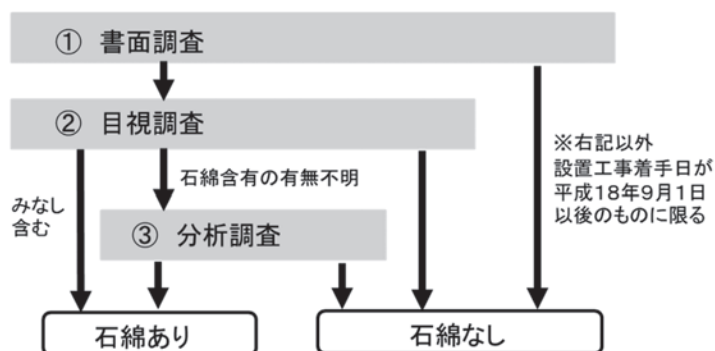 ① 書面調査
② 目視調査
※右記以外
設置工事着手日が
平成18年9月1日
以後のものに限る
みなし
含む
石綿含有の有無不明
③ 分析調査
石綿あり
石綿なし